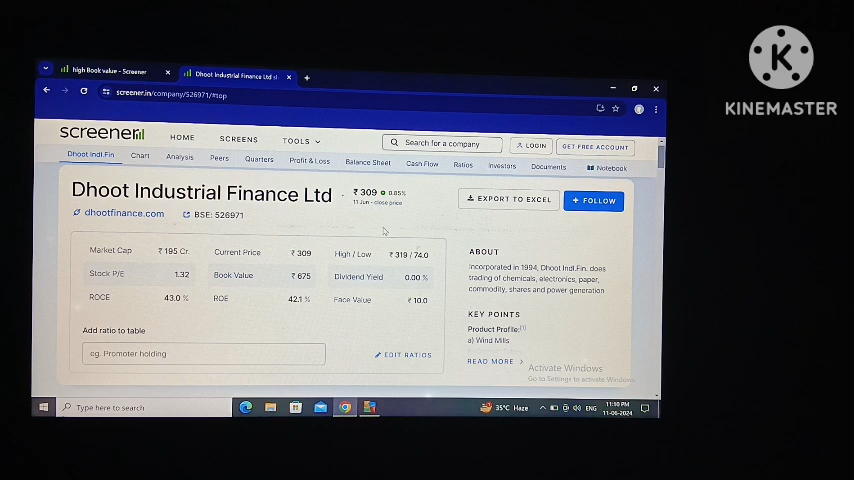 high Book value - Screener
Dhoot Industrial Finance Ltd sl
screener.in/company/526971/#top
screener
HOME
SCREENS
TOOLS
Search for a company
LOGIN
GET FREE ACCOUNT
Dhoot Indl.Fin
Chart
Analysis
Peers
Quarters
Profit & Loss
Balance Sheet
Cash Flow
Ratios
Investors
Documents
Notebook
Dhoot Industrial Finance Ltd
₹ 309 0.85%
11 Jun - close price
EXPORT TO EXCEL
+ FOLLOW
dhootfinance.com
BSE: 526971
Market Cap ₹ 195 Cr.
Current Price ₹ 309
High / Low ₹ 319 / 74.0
Stock P/E 1.32
Book Value ₹ 675
Dividend Yield 0.00 %
ROCE 43.0 %
ROE 42.1 %
Face Value ₹ 10.0
Add ratio to table
eg. Promoter holding
EDIT RATIOS
ABOUT
Incorporated in 1994, Dhoot Indl.Fin. does
trading of chemicals, electronics, paper,
commodity, shares and power generation
KEY POINTS
Product Profile:[1]
a) Wind Mills
READ MORE
Activate Windows
Go to Settings to activate Windows.
Type here to search
35°C Haze
ENG
11:10 PM
11-06-2024
K
KINEMASTER